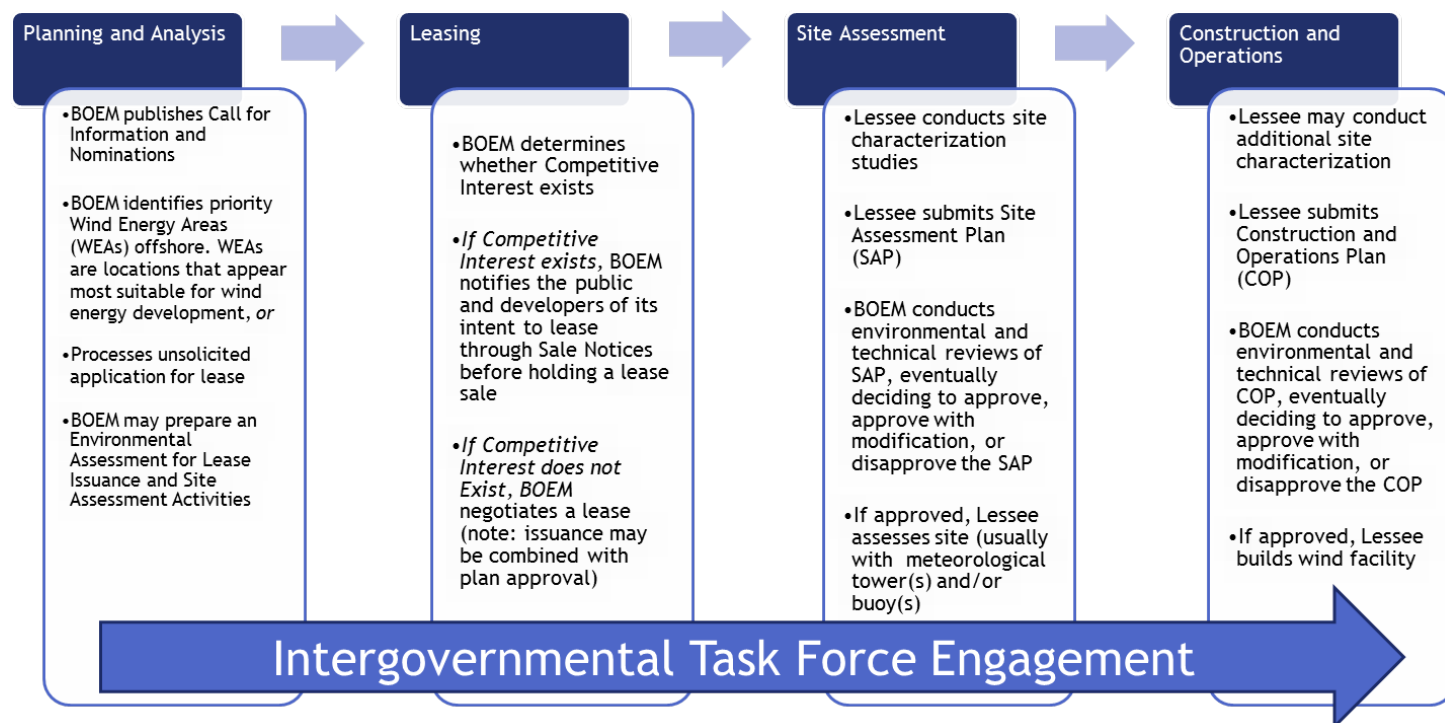 Planning and Analysis
•BOEM publishes Call for
Information and
Nominations
•BOEM identifies priority
Wind Energy Areas
(WEAs) offshore. WEAs
are locations that appear
most suitable for wind
energy development, or
•Processes unsolicited
application for lease
•BOEM may prepare an
Environmental
Assessment for Lease
Issuance and Site
Assessment Activities
Leasing
•BOEM determines
whether Competitive
Interest exists
•If Competitive
Interest exists, BOEM
notifies the public
and developers of its
intent to lease
through Sale Notices
before holding a lease
sale
•If Competitive
Interest does not
Exist, BOEM
negotiates a lease
(note: issuance may
be combined with
plan approval)
Site Assessment
•Lessee conducts site
characterization
studies
•Lessee submits Site
Assessment Plan
(SAP)
•BOEM conducts
environmental and
technical reviews of
SAP, eventually
deciding to approve,
approve with
modification, or
disapprove the SAP
•If approved, Lessee
assesses site (usually
with meteorological
tower(s) and/or
buoy(s)
Construction and
Operations
•Lessee may conduct
additional site
characterization
•Lessee submits
Construction and
Operations Plan
(COP)
•BOEM conducts
environmental and
technical reviews of
COP, eventually
deciding to approve,
approve with
modification, or
disapprove the COP
•If approved, Lessee
builds wind facility
Intergovernmental Task Force Engagement